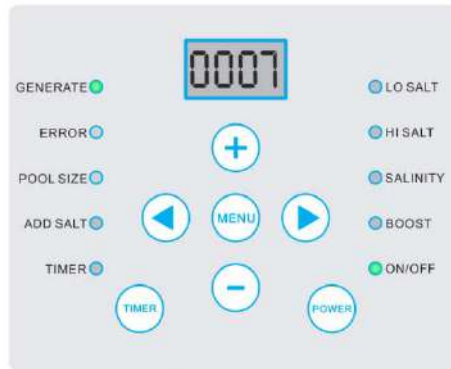 0007
GENERATE
ERROR
POOL SIZE
ADD SALT
TIMER
LO SALT
HI SALT
SALINITY
BOOST
ON/OFF
+
MENU
−
TIMER
POWER